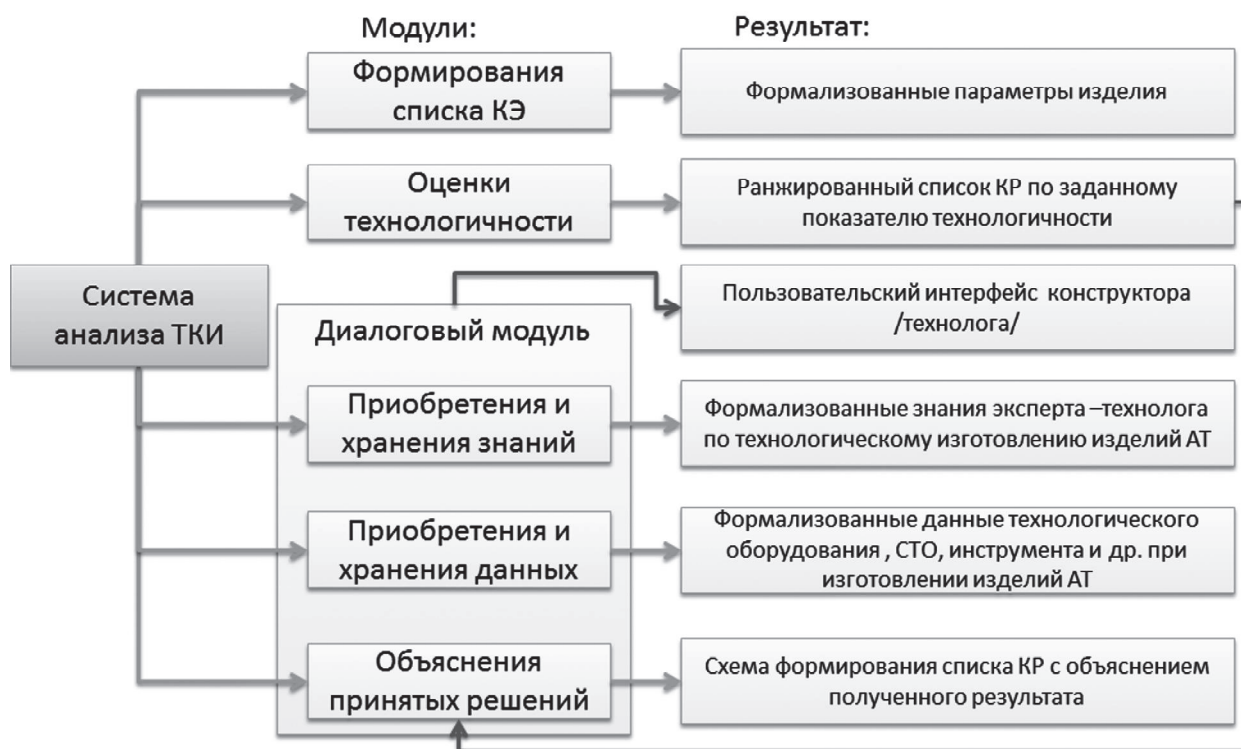 Модули:
Результат:
Формирования
списка КЭ
Формализованные параметры изделия
Оценки
технологичности
Ранжированный список КР по заданному
показателю технологичности
Система
анализа ТКИ
Диалоговый модуль
Пользовательский интерфейс конструктора
/технолога/
Приобретения и
хранения знаний
Формализованные знания эксперта –технолога
по технологическому изготовлению изделий АТ
Приобретения и
хранения данных
Формализованные данные технологического
оборудования , СТО, инструмента и др. при
изготовлении изделий АТ
Объяснения
принятых решений
Схема формирования списка КР с объяснением
полученного результата